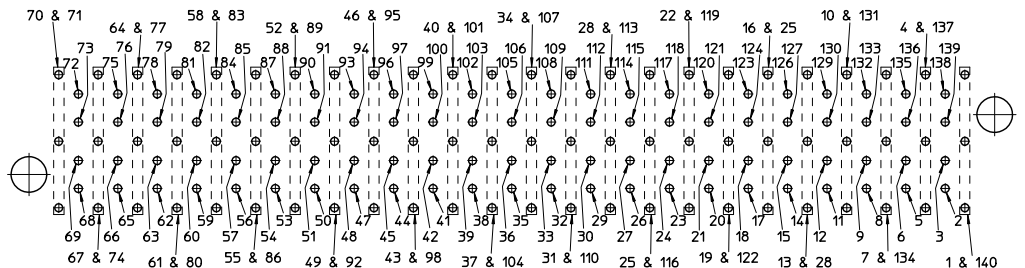 70 & 71 58 & 83 46 & 95 34 & 107 22 & 119 10 & 131
64 & 77 52 & 89 40 & 101 28 & 113 16 & 25 4 & 137
73 76 79 82 85 88 91 94 97 100 103 106 109 112 115 118 121 124 127 130 133 136 139
72 75 78 81 84 87 90 93 96 99 102 105 108 111 114 117 120 123 126 129 132 135 138
68 65 62 59 56 53 50 47 44 41 38 35 32 29 26 23 20 17 14 11 8 5 2
69 66 63 60 57 54 51 48 45 42 39 36 33 30 27 24 21 18 15 12 9 6 3
67 & 74 55 & 86 43 & 98 31 & 110 19 & 122 7 & 134
61 & 80 49 & 92 37 & 104 25 & 116 13 & 28 1 & 140